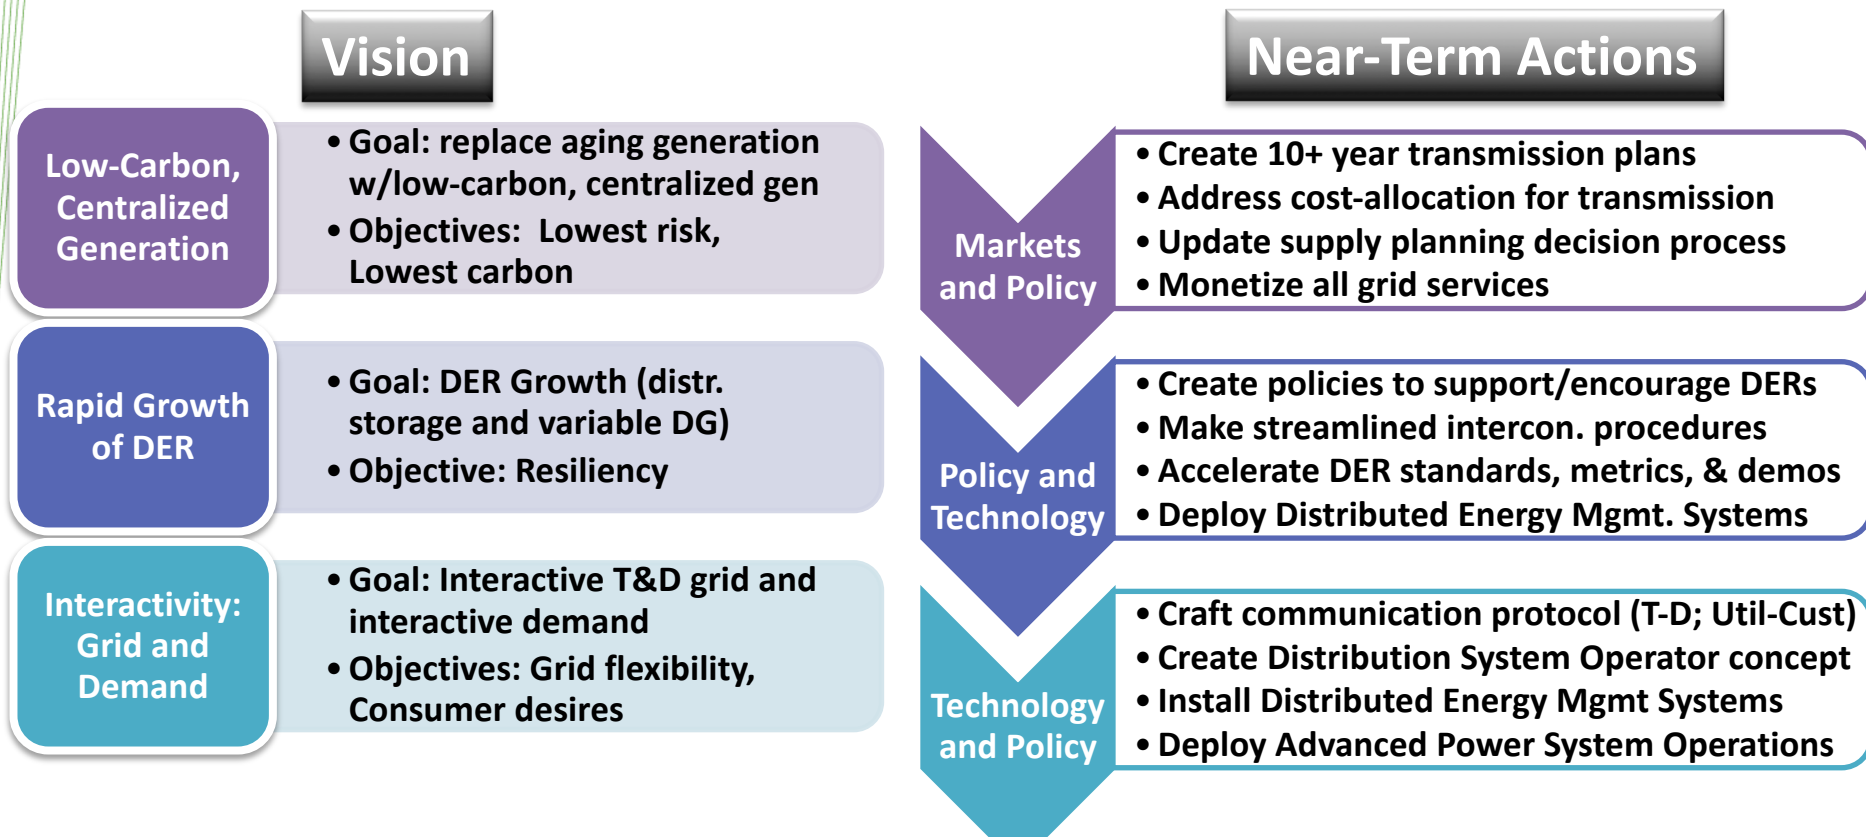 Vision
Low-Carbon,
Centralized
Generation
• Goal: replace aging generation
w/low-carbon, centralized gen
• Objectives: Lowest risk,
Lowest carbon
Rapid Growth
of DER
• Goal: DER Growth (distr.
storage and variable DG)
• Objective: Resiliency
Interactivity:
Grid and
Demand
• Goal: Interactive T&D grid and
interactive demand
• Objectives: Grid flexibility,
Consumer desires
Near-Term Actions
Markets
and Policy
• Create 10+ year transmission plans
• Address cost-allocation for transmission
• Update supply planning decision process
• Monetize all grid services
Policy and
Technology
• Create policies to support/encourage DERs
• Make streamlined intercon. procedures
• Accelerate DER standards, metrics, & demos
• Deploy Distributed Energy Mgmt. Systems
Technology
and Policy
• Craft communication protocol (T-D; Util-Cust)
• Create Distribution System Operator concept
• Install Distributed Energy Mgmt Systems
• Deploy Advanced Power System Operations